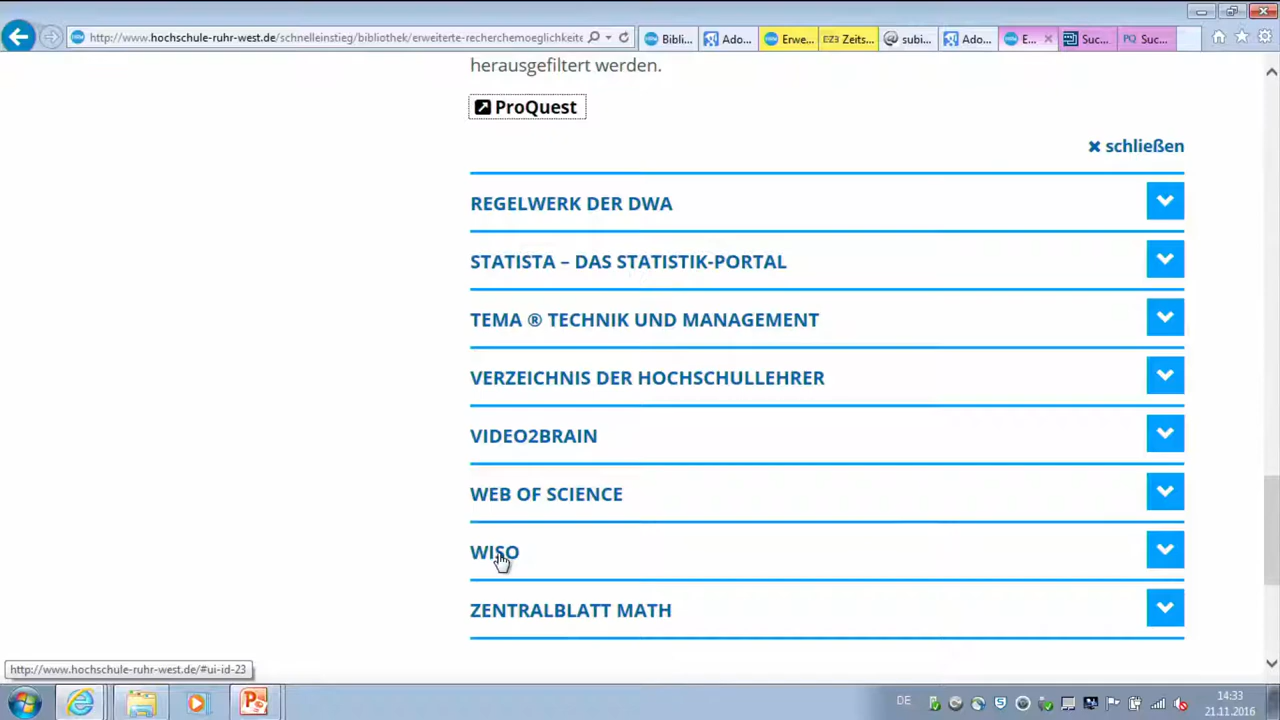 http://www.hochschule-ruhr-west.de/schnelleinstieg/bibliothek/erweiterte-recherchemoeglichkeite
Bibli...
Ado...
Erwe...
EZ3 Zeits...
subi...
Ado...
E...
Suc...
PQ Suc...
herausgefiltert werden.
ProQuest
schließen
REGELWERK DER DWA
STATISTA – DAS STATISTIK-PORTAL
TEMA ® TECHNIK UND MANAGEMENT
VERZEICHNIS DER HOCHSCHULLEHRER
VIDEO2BRAIN
WEB OF SCIENCE
WISO
ZENTRALBLATT MATH
http://www.hochschule-ruhr-west.de/#ui-id-23
DE
14:33
21.11.2016